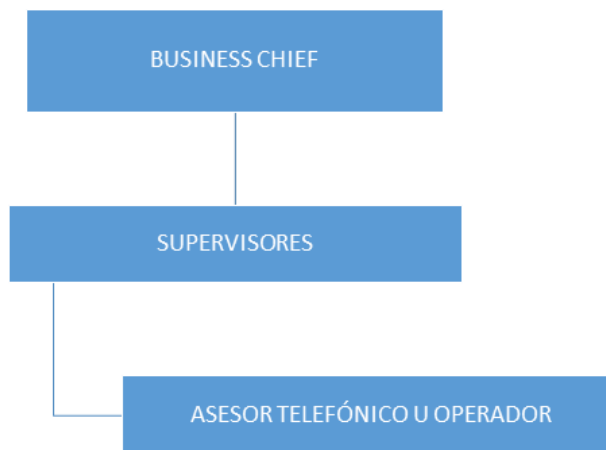 BUSINESS CHIEF
SUPERVISORES
ASESOR TELEFÓNICO U OPERADOR